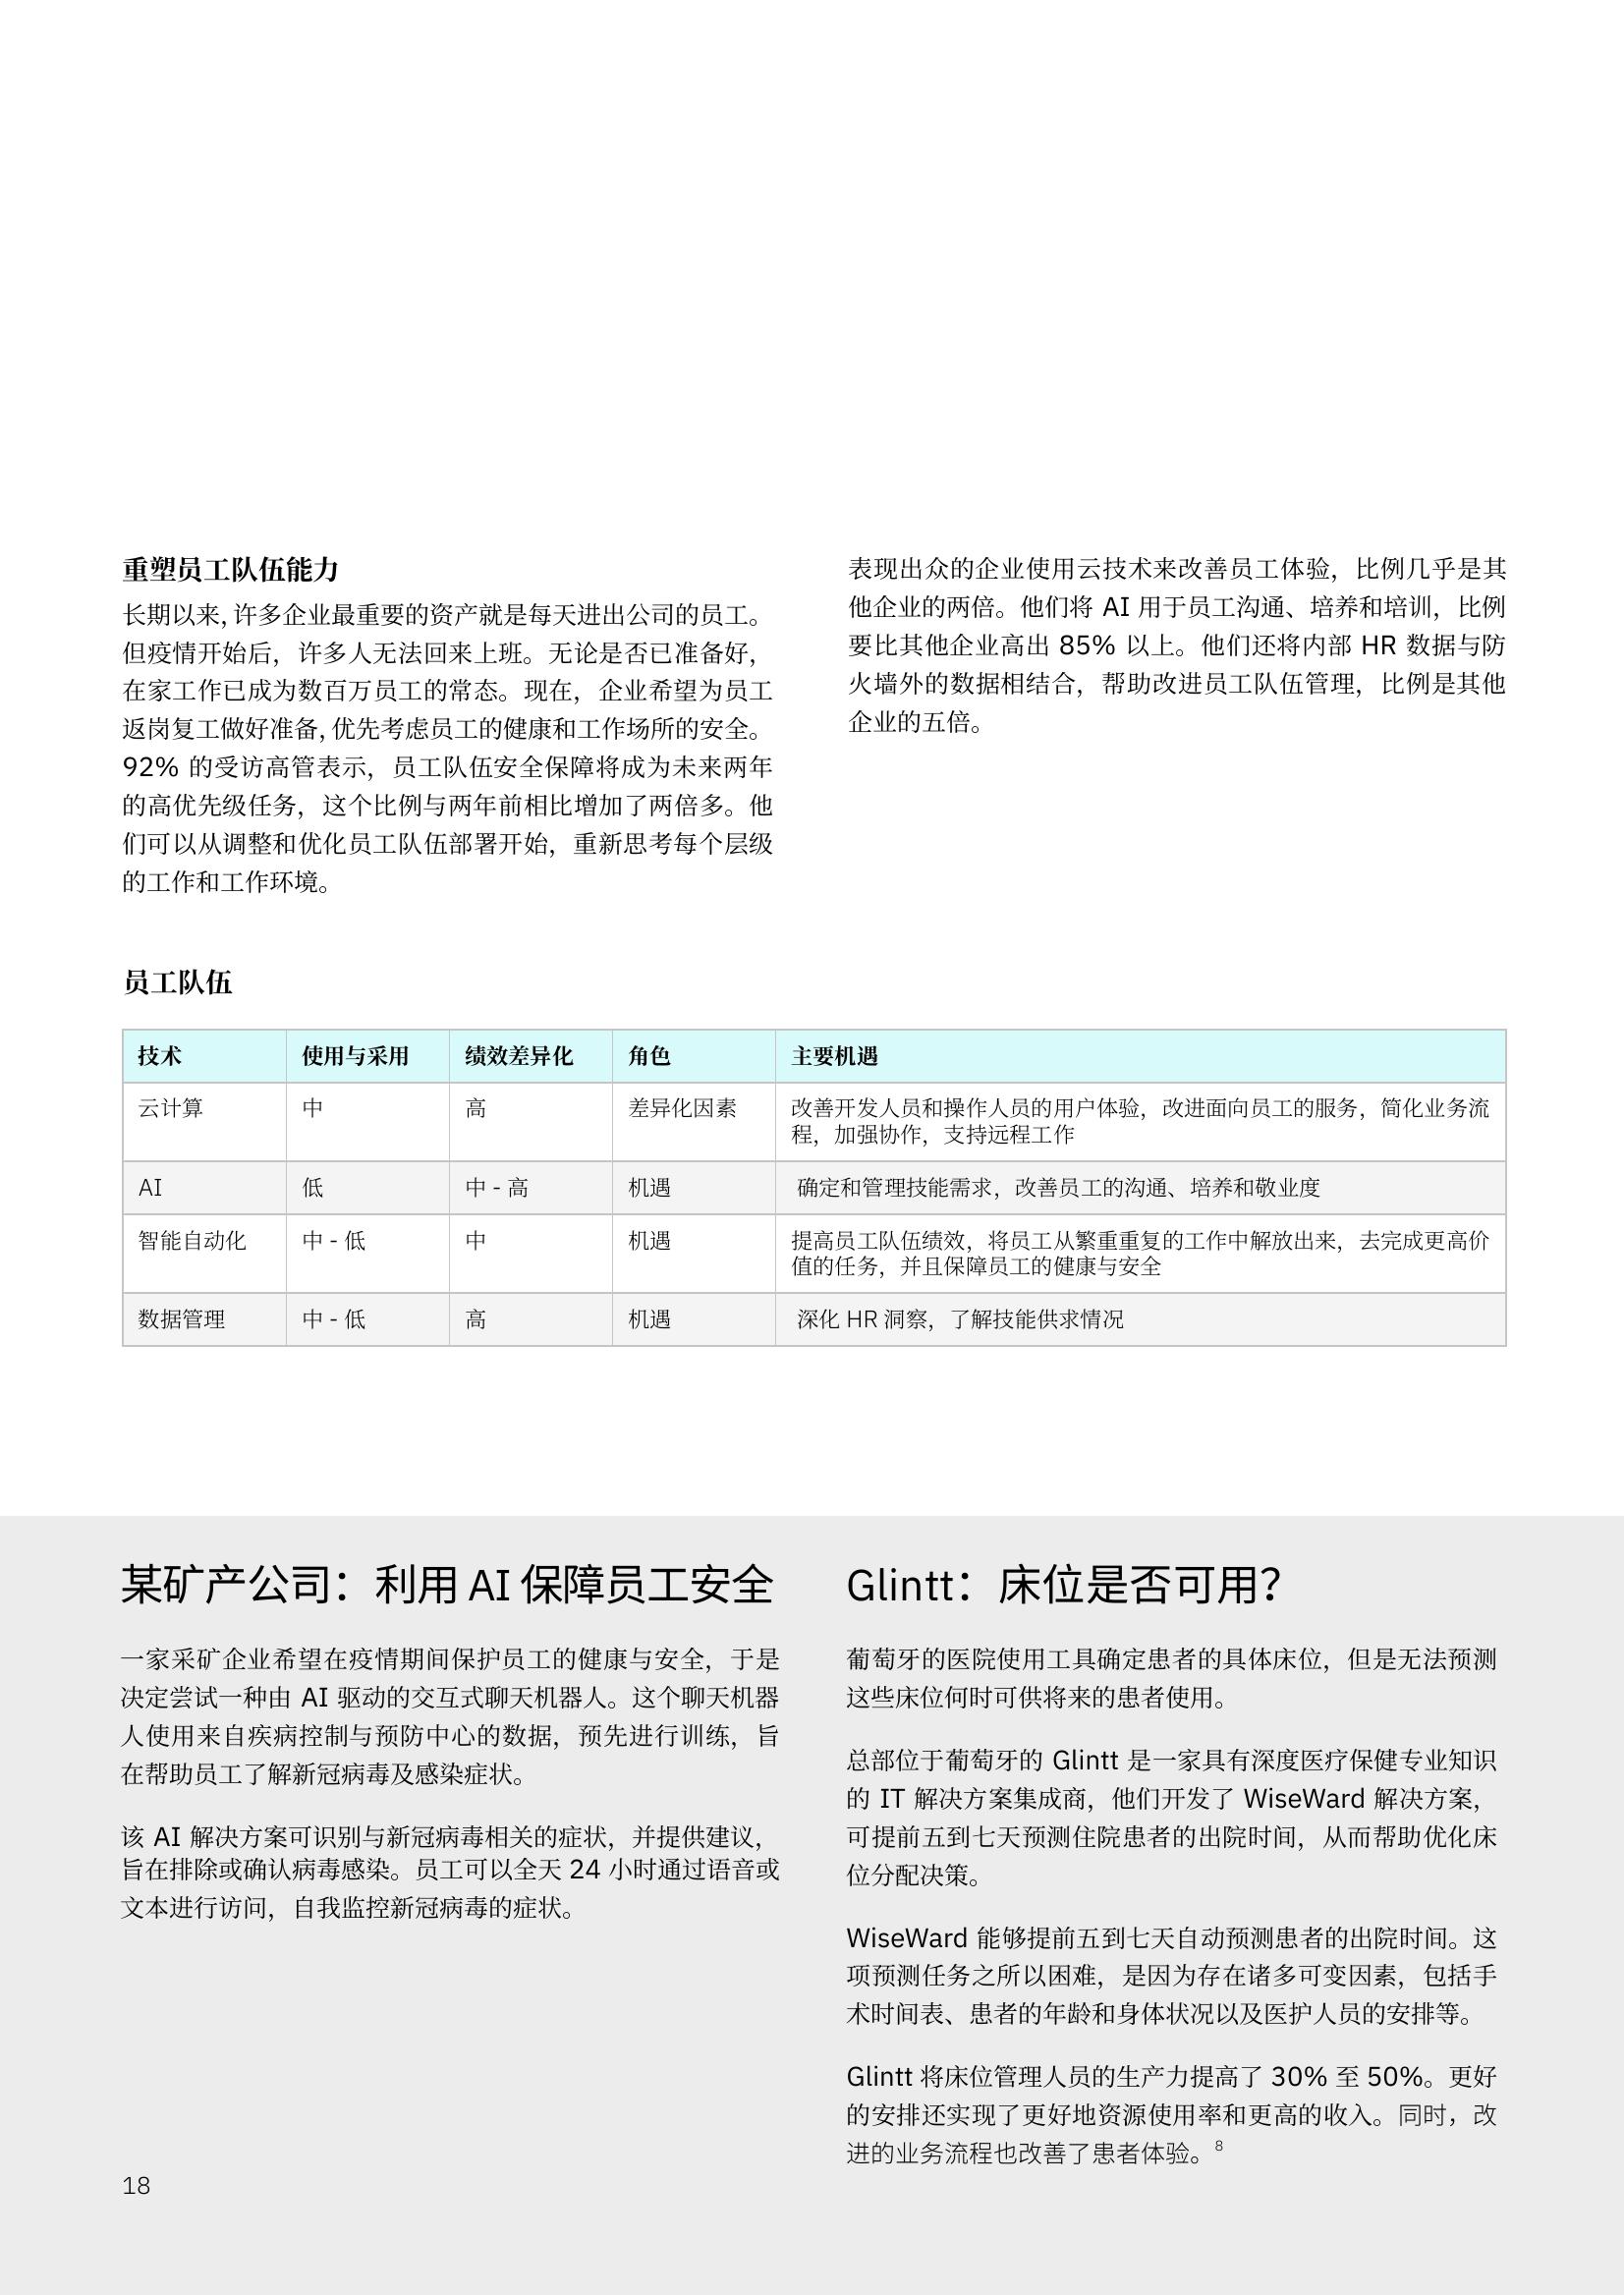 重塑员工队伍能力
长期以来, 许多企业最重要的资产就是每天进出公司的员工。
但疫情开始后，许多人无法回来上班。无论是否已准备好，
在家工作已成为数百万员工的常态。现在，企业希望为员工
返岗复工做好准备, 优先考虑员工的健康和工作场所的安全。
92% 的受访高管表示，员工队伍安全保障将成为未来两年
的高优先级任务，这个比例与两年前相比增加了两倍多。他
们可以从调整和优化员工队伍部署开始，重新思考每个层级
的工作和工作环境。
表现出众的企业使用云技术来改善员工体验，比例几乎是其
他企业的两倍。他们将 AI 用于员工沟通、培养和培训，比例
要比其他企业高出 85% 以上。他们还将内部 HR 数据与防
火墙外的数据相结合，帮助改进员工队伍管理，比例是其他
企业的五倍。
员工队伍
技术 使用与采用 绩效差异化 角色 主要机遇
云计算 中 高 差异化因素 改善开发人员和操作人员的用户体验，改进面向员工的服务，简化业务流
程，加强协作，支持远程工作
AI 低 中 - 高 机遇 确定和管理技能需求，改善员工的沟通、培养和敬业度
智能自动化 中 - 低 中 机遇 提高员工队伍绩效，将员工从繁重重复的工作中解放出来，去完成更高价
值的任务，并且保障员工的健康与安全
数据管理 中 - 低 高 机遇 深化 HR 洞察，了解技能供求情况
某矿产公司：利用 AI 保障员工安全
一家采矿企业希望在疫情期间保护员工的健康与安全，于是
决定尝试一种由 AI 驱动的交互式聊天机器人。这个聊天机器
人使用来自疾病控制与预防中心的数据，预先进行训练，旨
在帮助员工了解新冠病毒及感染症状。
该 AI 解决方案可识别与新冠病毒相关的症状，并提供建议，
旨在排除或确认病毒感染。员工可以全天 24 小时通过语音或
文本进行访问，自我监控新冠病毒的症状。
Glintt：床位是否可用？
葡萄牙的医院使用工具确定患者的具体床位，但是无法预测
这些床位何时可供将来的患者使用。
总部位于葡萄牙的 Glintt 是一家具有深度医疗保健专业知识
的 IT 解决方案集成商，他们开发了 WiseWard 解决方案，
可提前五到七天预测住院患者的出院时间，从而帮助优化床
位分配决策。
WiseWard 能够提前五到七天自动预测患者的出院时间。这
项预测任务之所以困难，是因为存在诸多可变因素，包括手
术时间表、患者的年龄和身体状况以及医护人员的安排等。
Glintt 将床位管理人员的生产力提高了 30% 至 50%。更好
的安排还实现了更好地资源使用率和更高的收入。同时，改
进的业务流程也改善了患者体验。8
18